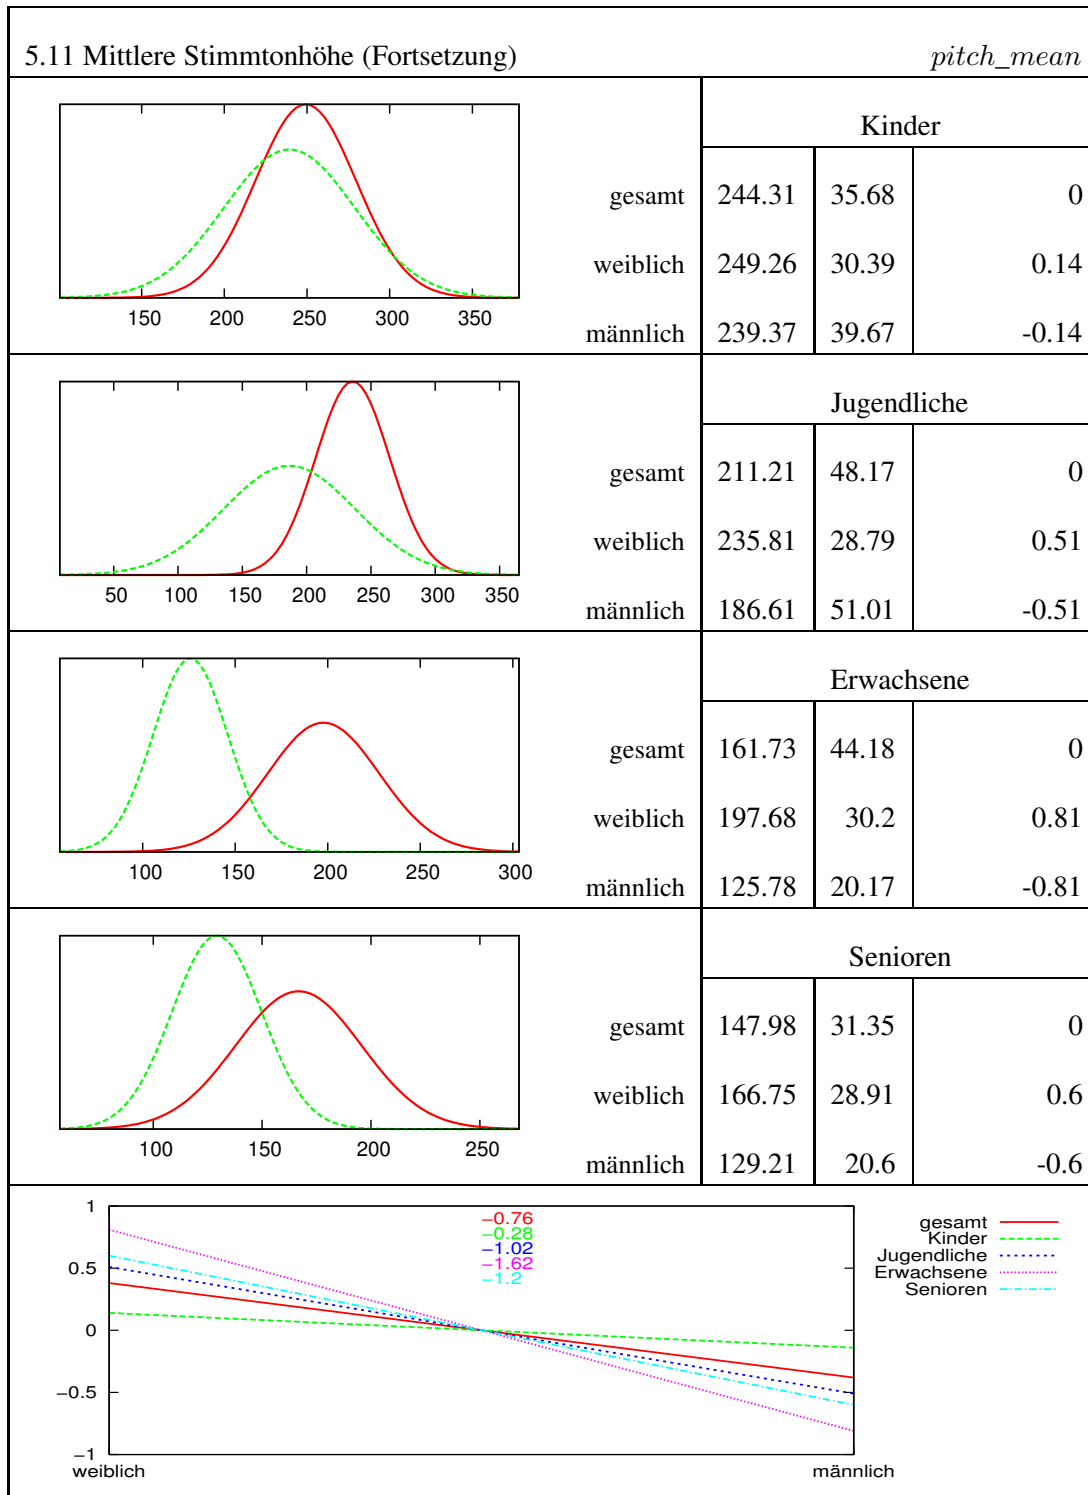 5.11 Mittlere Stimmtonhöhe (Fortsetzung) pitch_mean
Kinder
gesamt 244.31 35.68 0
weiblich 249.26 30.39 0.14
männlich 239.37 39.67 -0.14
150 200 250 300 350
Jugendliche
gesamt 211.21 48.17 0
weiblich 235.81 28.79 0.51
männlich 186.61 51.01 -0.51
50 100 150 200 250 300 350
Erwachsene
gesamt 161.73 44.18 0
weiblich 197.68 30.2 0.81
männlich 125.78 20.17 -0.81
100 150 200 250 300
Senioren
gesamt 147.98 31.35 0
weiblich 166.75 28.91 0.6
männlich 129.21 20.6 -0.6
100 150 200 250
1
0.5
0
−0.5
−1
weiblich männlich
−0.76
−0.28
−1.02
−1.62
−1.2
gesamt
Kinder
Jugendliche
Erwachsene
Senioren